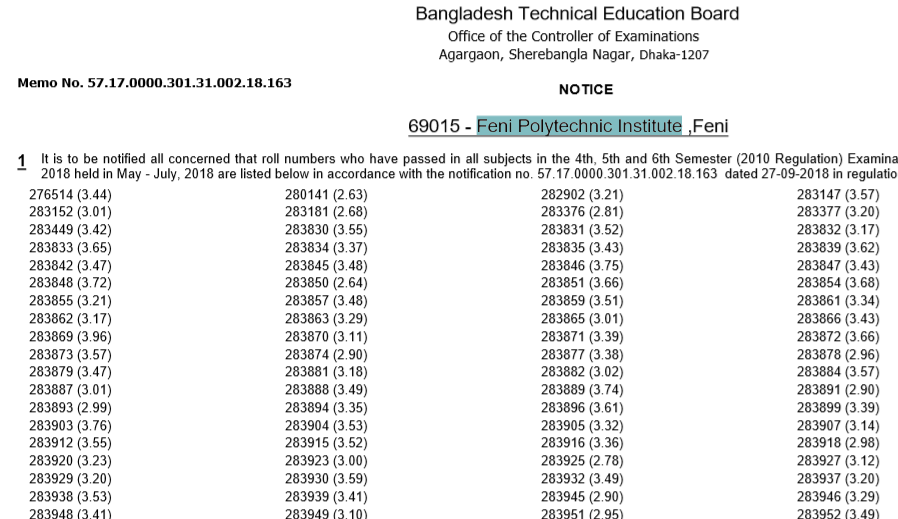 Bangladesh Technical Education Board
Office of the Controller of Examinations
Agargaon, Sherebangla Nagar, Dhaka-1207
Memo No. 57.17.0000.301.31.002.18.163
NOTICE
69015 - Feni Polytechnic Institute ,Feni
1 It is to be notified all concerned that roll numbers who have passed in all subjects in the 4th, 5th and 6th Semester (2010 Regulation) Examina
2018 held in May - July, 2018 are listed below in accordance with the notification no. 57.17.0000.301.31.002.18.163 dated 27-09-2018 in regulatio
276514 (3.44) 280141 (2.63) 282902 (3.21) 283147 (3.57)
283152 (3.01) 283181 (2.68) 283376 (2.81) 283377 (3.20)
283449 (3.42) 283830 (3.55) 283831 (3.52) 283832 (3.17)
283833 (3.65) 283834 (3.37) 283835 (3.43) 283839 (3.62)
283842 (3.47) 283845 (3.48) 283846 (3.75) 283847 (3.43)
283848 (3.72) 283850 (2.64) 283851 (3.66) 283854 (3.68)
283855 (3.21) 283857 (3.48) 283859 (3.51) 283861 (3.34)
283862 (3.17) 283863 (3.29) 283865 (3.01) 283866 (3.43)
283869 (3.96) 283870 (3.11) 283871 (3.39) 283872 (3.66)
283873 (3.57) 283874 (2.90) 283877 (3.38) 283878 (2.96)
283879 (3.47) 283881 (3.18) 283882 (3.02) 283884 (3.57)
283887 (3.01) 283888 (3.49) 283889 (3.74) 283891 (2.90)
283893 (2.99) 283894 (3.35) 283896 (3.61) 283899 (3.39)
283903 (3.76) 283904 (3.53) 283905 (3.32) 283907 (3.14)
283912 (3.55) 283915 (3.52) 283916 (3.36) 283918 (2.98)
283920 (3.23) 283923 (3.00) 283925 (2.78) 283927 (3.12)
283929 (3.20) 283930 (3.59) 283932 (3.49) 283937 (3.20)
283938 (3.53) 283939 (3.41) 283945 (2.90) 283946 (3.29)
283948 (3.41) 283949 (3.10) 283951 (2.95) 283952 (3.49)